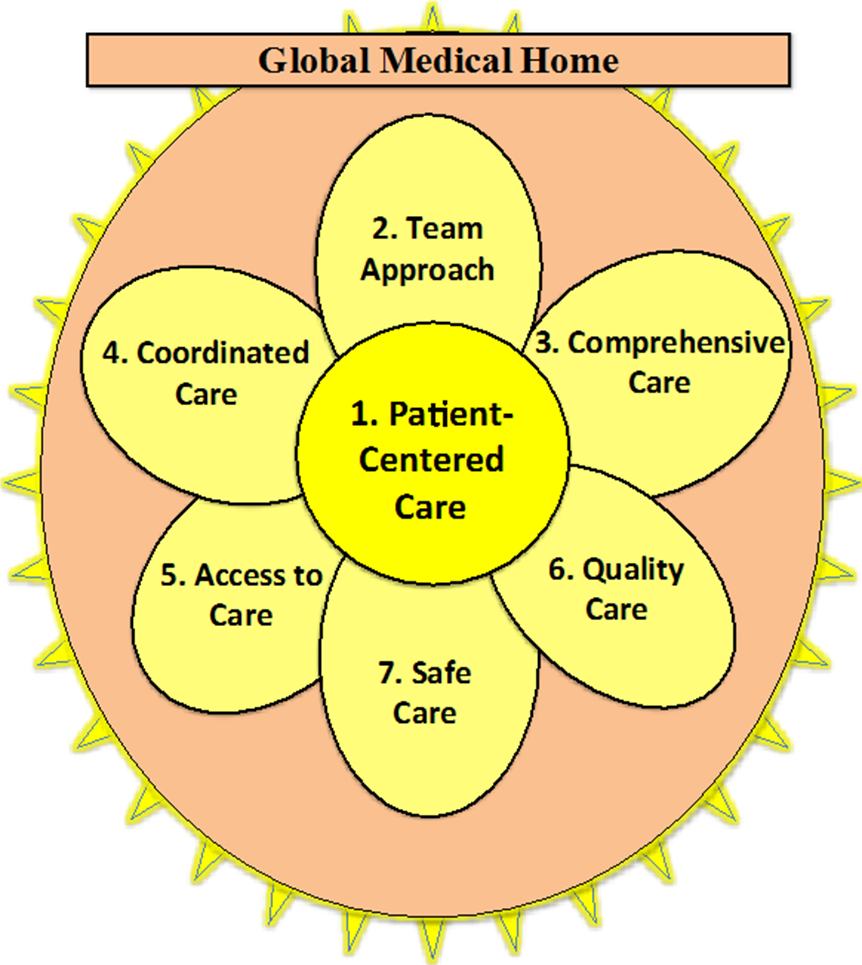 Global Medical Home
2. Team
Approach
3. Comprehensive
Care
4. Coordinated
Care
1. Patient-
Centered
Care
5. Access to
Care
6. Quality
Care
7. Safe
Care